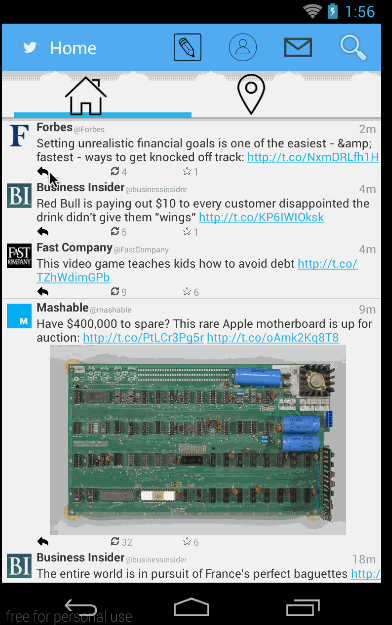 1:56
Home
Forbes @Forbes 2m
Setting unrealistic financial goals is one of the easiest - &amp;
fastest - ways to get knocked off track: http://t.co/NxmDRLfh1H
4 1
Business Insider @businessinsider 4m
Red Bull is paying out $10 to every customer disappointed the
drink didn't give them "wings" http://t.co/KP6IWIOksk
5 1
Fast Company @FastCompany 4m
This video game teaches kids how to avoid debt http://t.co/
TZhWdimGPb
9 6
Mashable @mashable 9m
Have $400,000 to spare? This rare Apple motherboard is up for
auction: http://t.co/PtLCr3Pg5r http://t.co/oAmk2Kq8T8
32 6
Business Insider @businessinsider 18m
The entire world is in pursuit of France's perfect baguettes http:/
free for personal use